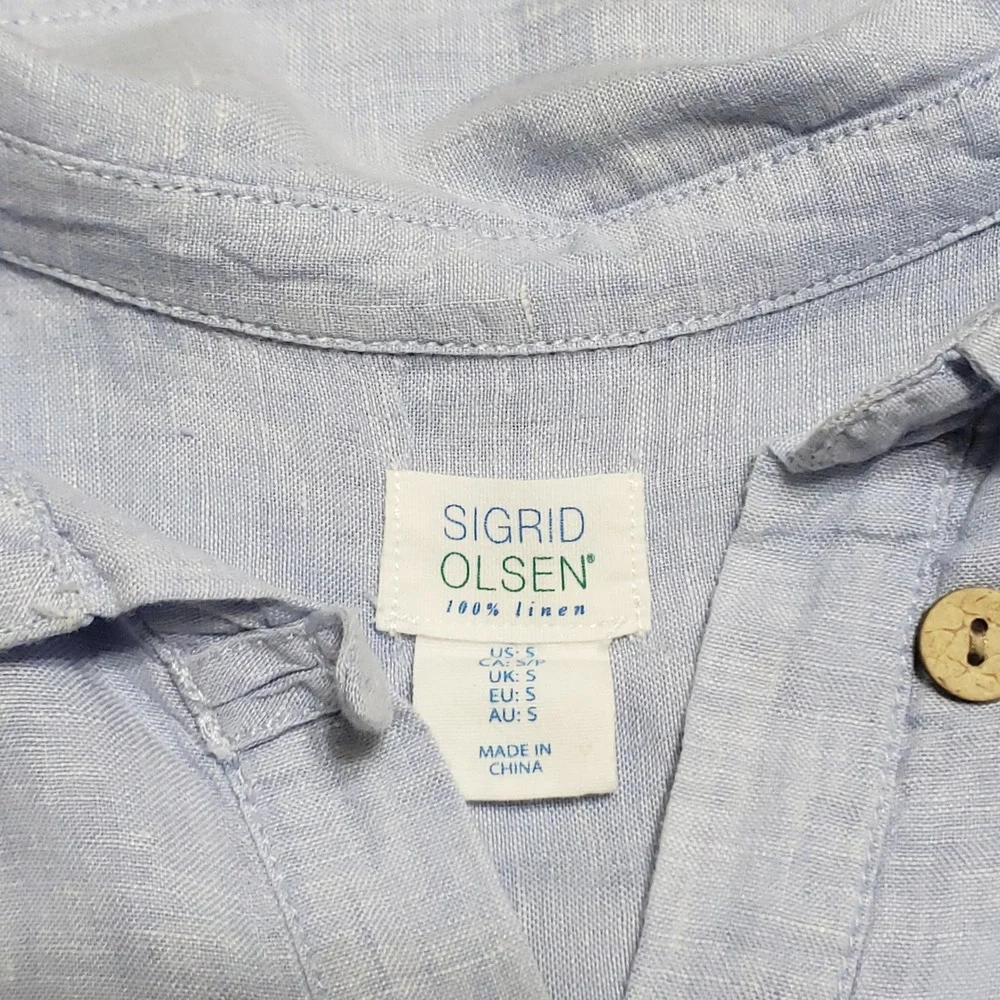 SIGRID
OLSEN®
100% linen
US: S
CA: S/P
UK: S
EU: S
AU: S
MADE IN
CHINA